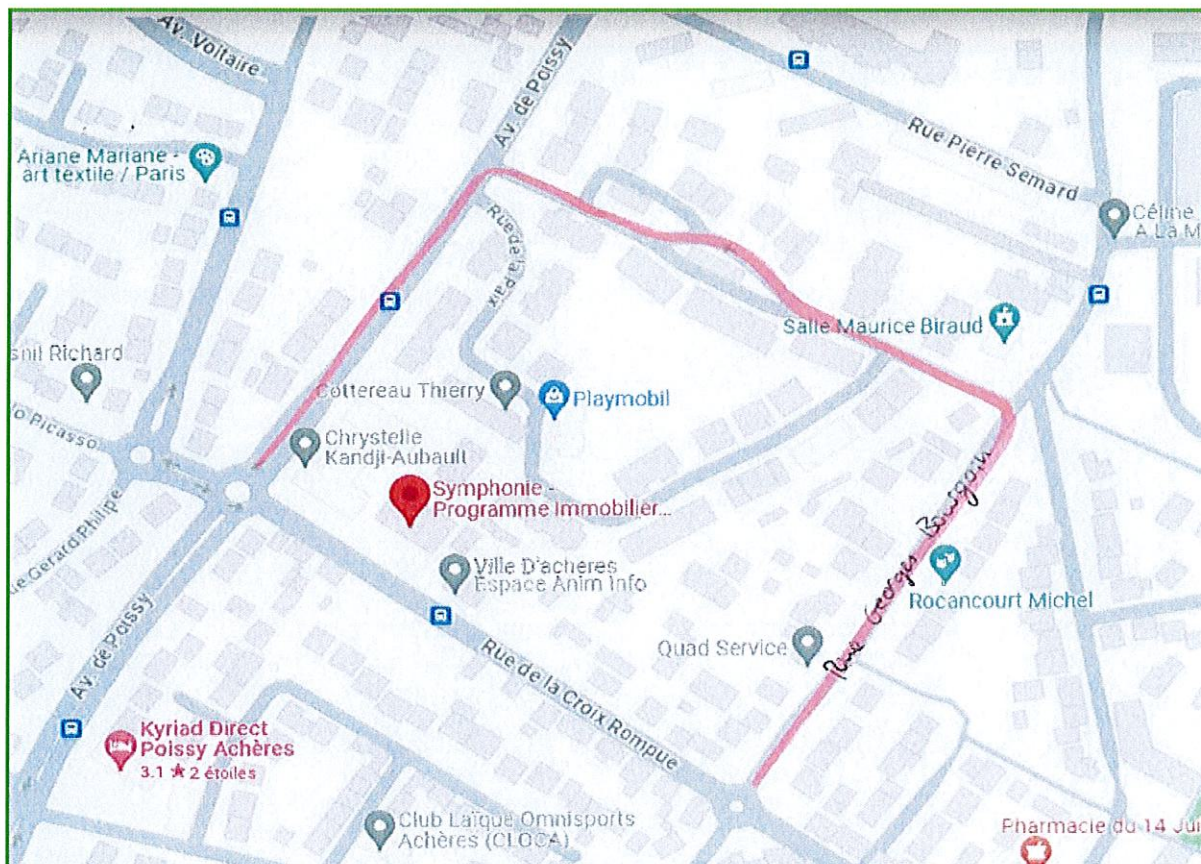 Av. Voltaire
Av. de Poissy
Rue Pierre Semard
Ariane Mariane -
art textile / Paris
Céline
A La M
Rue de la Paix
Salle Maurice Biraud
snil Richard
Cottereau Thierry
Playmobil
lo Picasso
Chrystelle
Kandji-Aubault
Symphonie -
Programme Immobilier...
ue Gerard Philipe
Ville D'acheres
Espace Anim Info
Rue Georges Bourgoin
Rocancourt Michel
Quad Service
Av. de Poissy
Rue de la Croix Rompue
Kyriad Direct
Poissy Achères
3.1 ★ 2 étoiles
Club Laïque Omnisports
Achères (CLOCA)
Pharmacie du 14 Jui